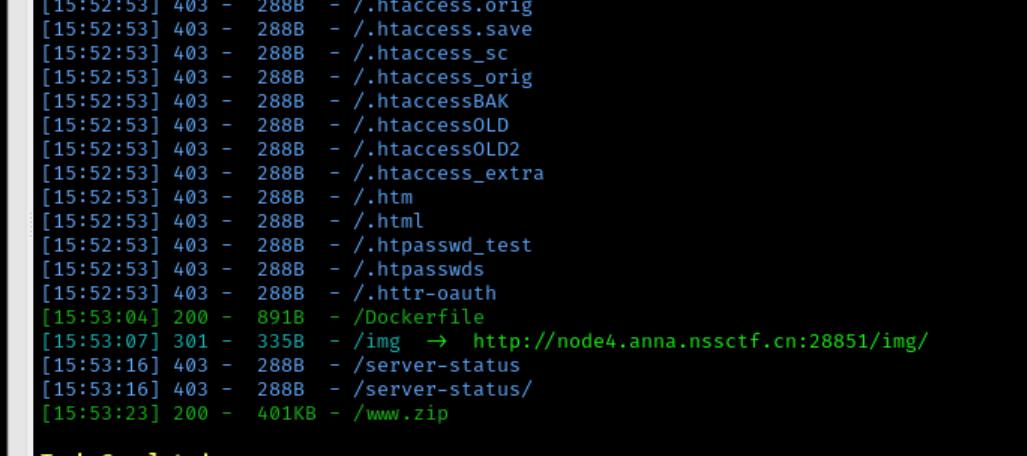 [15:52:53] 403 -  288B  - /.htaccess.orig
[15:52:53] 403 -  288B  - /.htaccess.save
[15:52:53] 403 -  288B  - /.htaccess_sc
[15:52:53] 403 -  288B  - /.htaccess_orig
[15:52:53] 403 -  288B  - /.htaccessBAK
[15:52:53] 403 -  288B  - /.htaccessOLD
[15:52:53] 403 -  288B  - /.htaccessOLD2
[15:52:53] 403 -  288B  - /.htaccess_extra
[15:52:53] 403 -  288B  - /.htm
[15:52:53] 403 -  288B  - /.html
[15:52:53] 403 -  288B  - /.htpasswd_test
[15:52:53] 403 -  288B  - /.htpasswds
[15:52:53] 403 -  288B  - /.httr-oauth
[15:53:04] 200 -  891B  - /Dockerfile
[15:53:07] 301 -  335B  - /img  →  http://node4.anna.nssctf.cn:28851/img/
[15:53:16] 403 -  288B  - /server-status
[15:53:16] 403 -  288B  - /server-status/
[15:53:23] 200 -  401KB - /www.zip